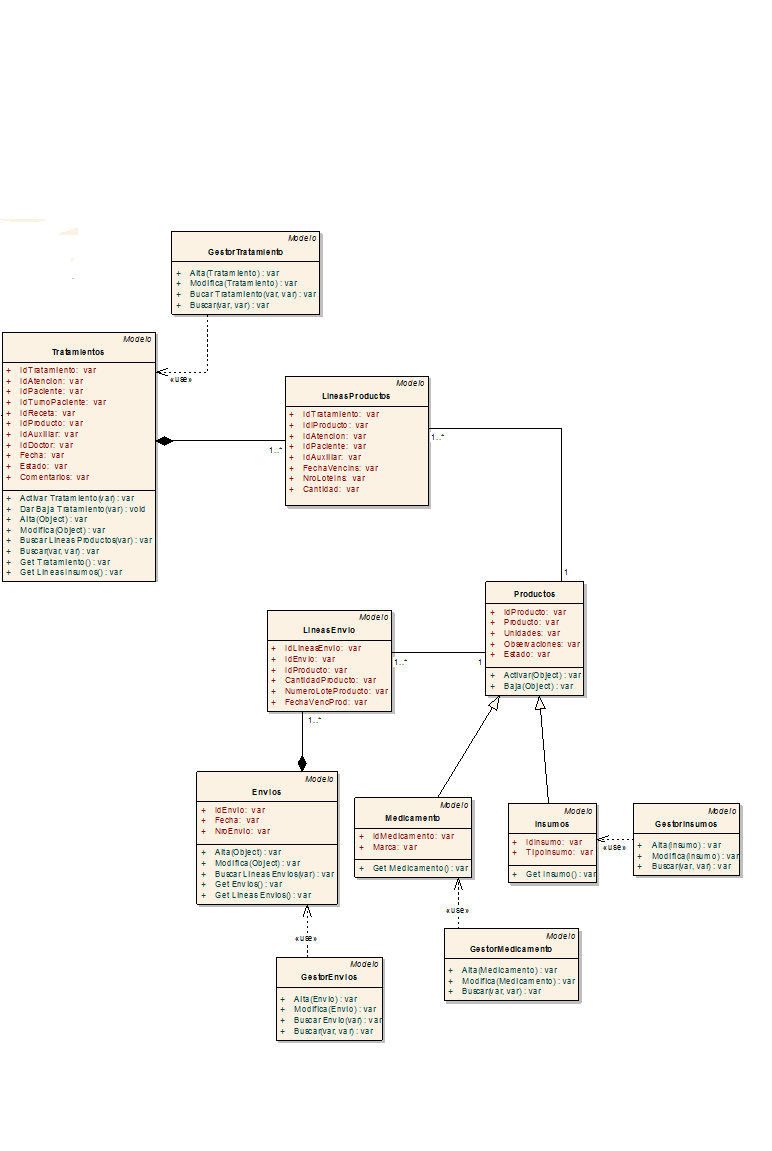 Modelo
GestorTratamiento
+ Alta(Tratamiento) : var
+ Modifica(Tratamiento) : var
+ Bucar Tratamiento(var, var) : var
+ Buscar(var, var) : var
«use»
Modelo
Tratamientos
+ IdTratamiento: var
+ IdAtencion: var
+ IdPaciente: var
+ IdTurnoPaciente: var
+ IdReceta: var
+ IdProducto: var
+ IdAuxiliar: var
+ IdDoctor: var
+ Fecha: var
+ Estado: var
+ Comentarios: var
+ Activar Tratamiento(var) : var
+ Dar Baja Tratamiento(var) : void
+ Alta(Object) : var
+ Modifica(Object) : var
+ Buscar Lineas Productos(var) : var
+ Buscar(var, var) : var
+ Get Tratamiento() : var
+ Get LineasInsumos() : var
1..*
Modelo
LineasProductos
+ IdTratamiento: var
+ IdIProducto: var
+ IdAtencion: var
+ IdPaciente: var
+ IdAuxiliar: var
+ FechaVencIns: var
+ NroLoteIns: var
+ Cantidad: var
1..*
1
Productos
+ IdProducto: var
+ Producto: var
+ Unidades: var
+ Observaciones: var
+ Estado: var
+ Activar(Object) : var
+ Baja(Object) : var
Modelo
LineasEnvio
+ IdLineasEnvio: var
+ IdEnvio: var
+ IdProducto: var
+ CantidadProducto: var
+ NumeroLoteProducto: var
+ FechaVencProd: var
1..*
1
1..*
Modelo
Envios
+ IdEnvio: var
+ Fecha: var
+ NroEnvio: var
+ Alta(Object) : var
+ Modifica(Object) : var
+ Buscar Lineas Envios(var) : var
+ Get Envios() : var
+ Get Lineas Envios() : var
Modelo
Medicamento
+ IdMedicamento: var
+ Marca: var
+ Get Medicamento() : var
Modelo
Insumos
+ IdInsumo: var
+ TipoInsumo: var
+ Get Insumo() : var
«use»
Modelo
GestorInsumos
+ Alta(Insumo) : var
+ Modifica(Insumo) : var
+ Buscar(var, var) : var
«use»
«use»
Modelo
GestorMedicamento
+ Alta(Medicamento) : var
+ Modifica(Medicamento) : var
+ Buscar(var, var) : var
Modelo
GestorEnvios
+ Alta(Envio) : var
+ Modifica(Envio) : var
+ Buscar Envio(var) : var
+ Buscar(var, var) : var